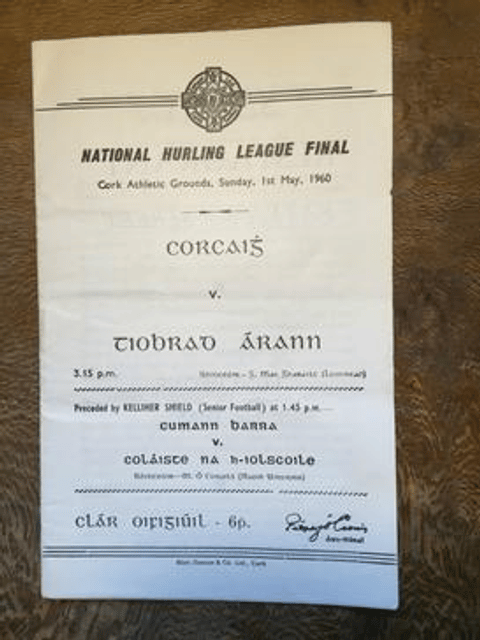 NATIONAL HURLING LEAGUE FINAL
Cork Athletic Grounds, Sunday, 1st May, 1960
CORCAIĠ
v.
TIOBRAD ÁRANN
3.15 p.m.
Preceded by KELLIHER SHIELD (Senior Football) at 1.45 p.m.
CUMANN BARRA
v.
COLÁISTE NA h-IOLSCOILE
CLÁR OIFIGIÚIL - 6p.